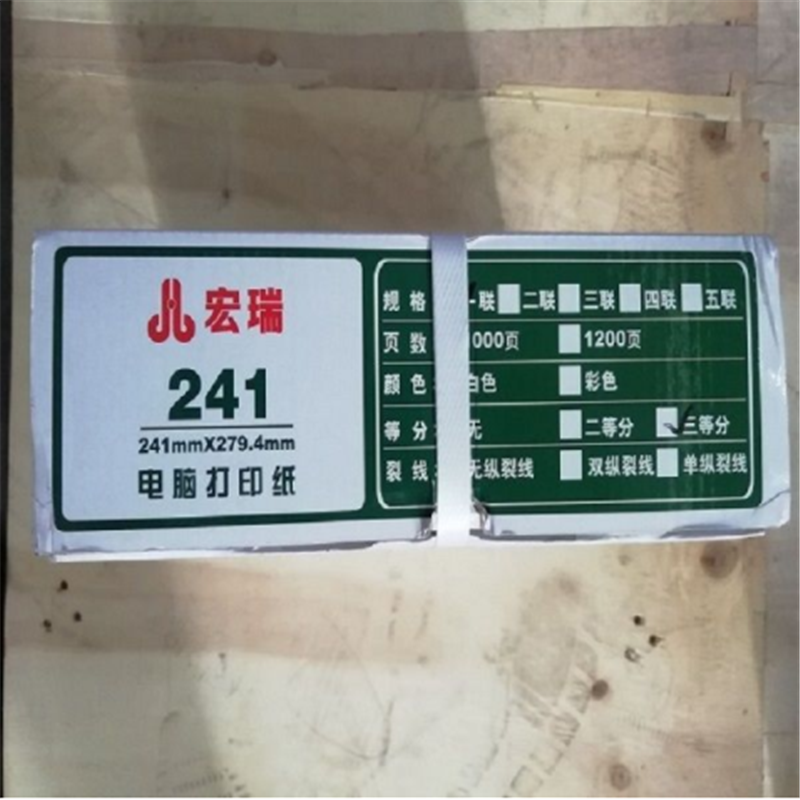 宏瑞
241
241mmX279.4mm
电脑打印纸
规格 一联 二联 三联 四联 五联
页数 000页 1200页
颜色: 白色 彩色
等分: 无 二等分 三等分
裂线: 无纵裂线 双纵裂线 单纵裂线